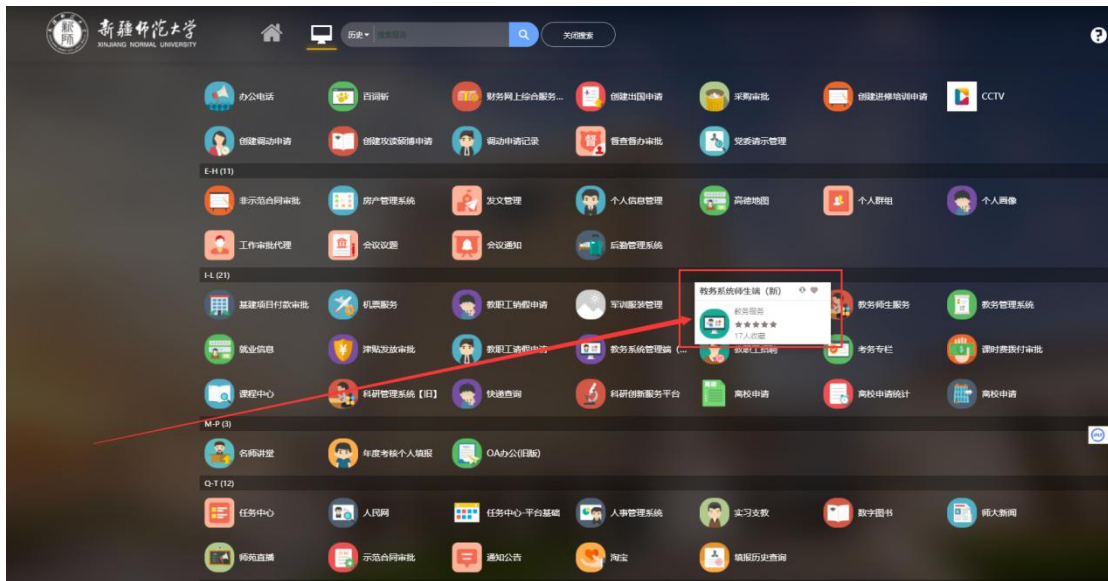 新疆师范大学
XINJIANG NORMAL UNIVERSITY
历史
关闭搜索
?
办公电话 百词斩 财务网上综合服务... 创建出国申请 采购审批 创建进修培训申请 CCTV
创建调动申请 创建攻读硕博申请 调动申请记录 督查督办审批 党委请示管理
E-H (11)
非示范合同审批 房产管理系统 发文管理 个人信息管理 高德地图 个人群组 个人画像
工作审批代理 会议议题 会议通知 后勤管理系统
I-L (21)
基建项目付款审批 机票服务 教职工销假申请 军训服装管理 教务系统师生端（新） 教务师生服务 教务管理系统
教务服务
17人收藏
就业信息 津贴发放审批 教职工请假申请 教务系统管理端（... 教职工招聘 考务专栏 课时费拨付审批
课程中心 科研管理系统【旧】 快递查询 科研创新服务平台 离校申请 离校申请统计 离校申请
M-P (3)
名师讲堂 年度考核个人填报 OA办公(旧版)
Q-T (12)
任务中心 人民网 任务中心-平台基础 人事管理系统 实习支教 数字图书 师大新闻
师苑直播 示范合同审批 通知公告 淘宝 填报历史查询